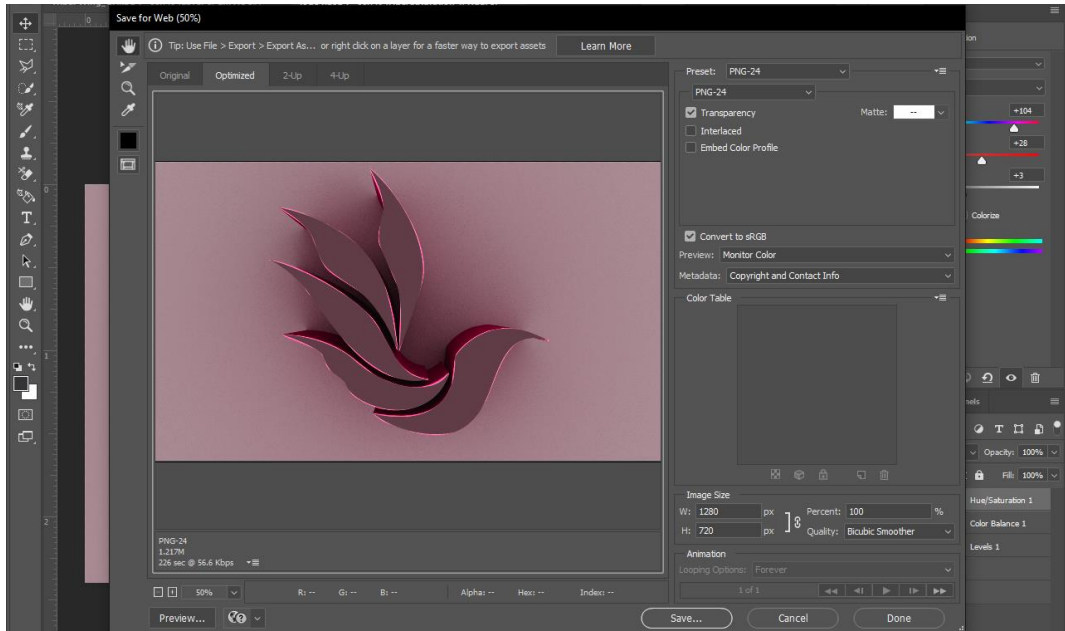 Save for Web (50%)
Tip: Use File > Export > Export As... or right click on a layer for a faster way to export assets
Learn More
Original Optimized 2-Up 4-Up
Preset: PNG-24
PNG-24
Transparency Matte: --
Interlaced
Embed Color Profile
Convert to sRGB
Preview: Monitor Color
Metadata: Copyright and Contact Info
Color Table
Image Size
W: 1280 px Percent: 100 %
H: 720 px Quality: Bicubic Smoother
Animation
Looping Options: Forever
1 of 1
PNG-24
1.217M
226 sec @ 56.6 Kbps
50% R: -- G: -- B: -- Alpha: -- Hex: -- Index: --
Preview... Save... Cancel Done
+104
+28
+3
Colorize
Opacity: 100%
Fill: 100%
Hue/Saturation 1
Color Balance 1
Levels 1
0
0
1
2